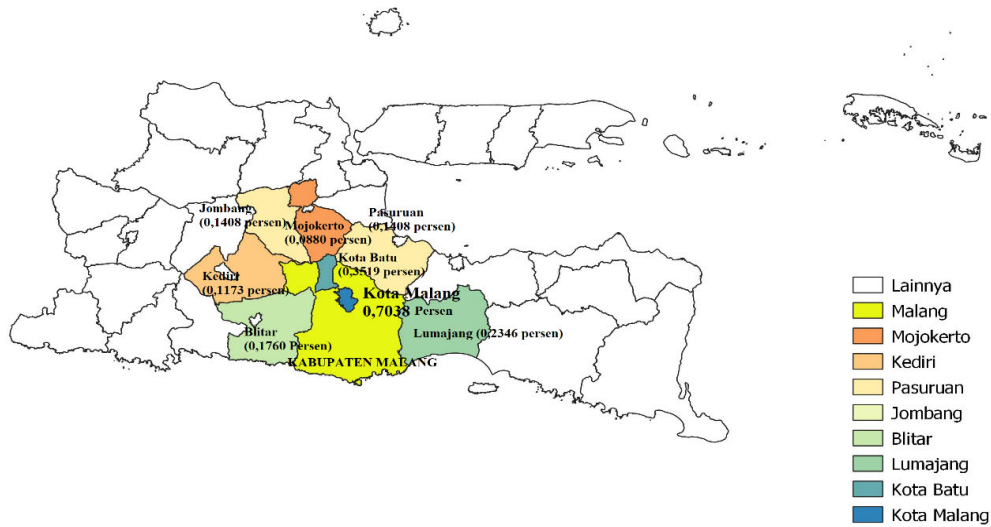 Jombang
(0,1408 persen)
Mojokerto
(0,0880 persen)
Pasuruan
(0,1408 persen)
Kota Batu
(0,3519 persen)
Kediri
(0,1173 persen)
Kota Malang
0,7038 Persen
Blitar
(0,1760 Persen)
Lumajang (0,2346 persen)
KABUPATEN MALANG
Lainnya
Malang
Mojokerto
Kediri
Pasuruan
Jombang
Blitar
Lumajang
Kota Batu
Kota Malang